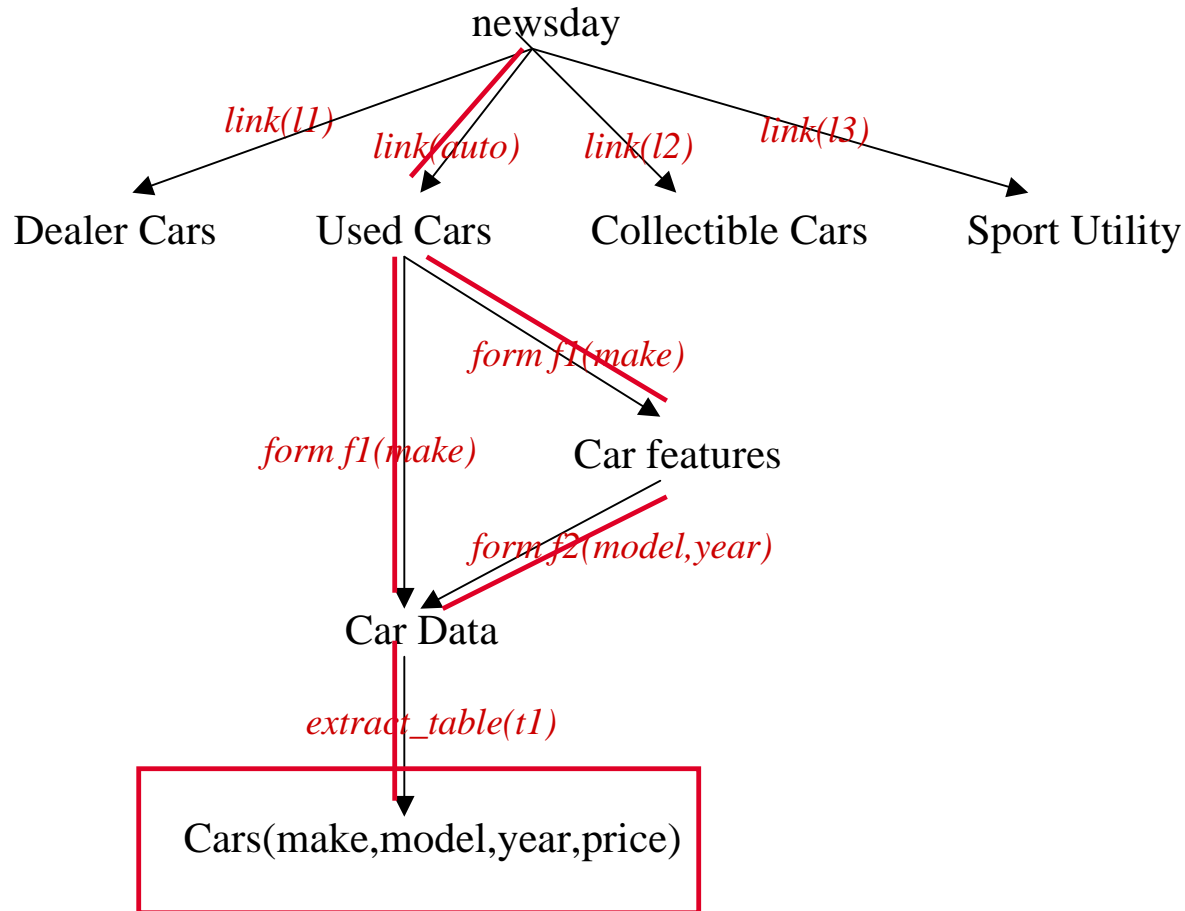 newsday
link(l1)
link(auto)
link(l2)
link(l3)
Dealer Cars
Used Cars
Collectible Cars
Sport Utility
form f1(make)
form f1(make)
Car features
form f2(model,year)
Car Data
extract_table(t1)
Cars(make,model,year,price)